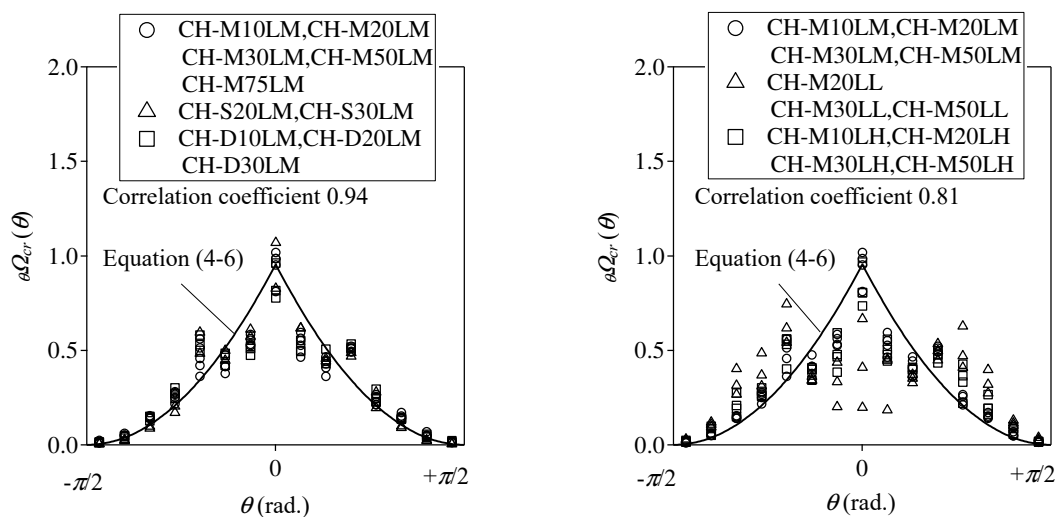 CH-M10LM,CH-M20LM
CH-M30LM,CH-M50LM
CH-M75LM
CH-S20LM,CH-S30LM
CH-D10LM,CH-D20LM
CH-D30LM
Correlation coefficient 0.94
Equation (4-6)
2.0
1.5
1.0
0.5
0.0
θΩcr(θ)
-π/2
0
+π/2
θ (rad.)
CH-M10LM,CH-M20LM
CH-M30LM,CH-M50LM
CH-M20LL
CH-M30LL,CH-M50LL
CH-M10LH,CH-M20LH
CH-M30LH,CH-M50LH
Correlation coefficient 0.81
Equation (4-6)
2.0
1.5
1.0
0.5
0.0
θΩcr(θ)
-π/2
0
+π/2
θ (rad.)